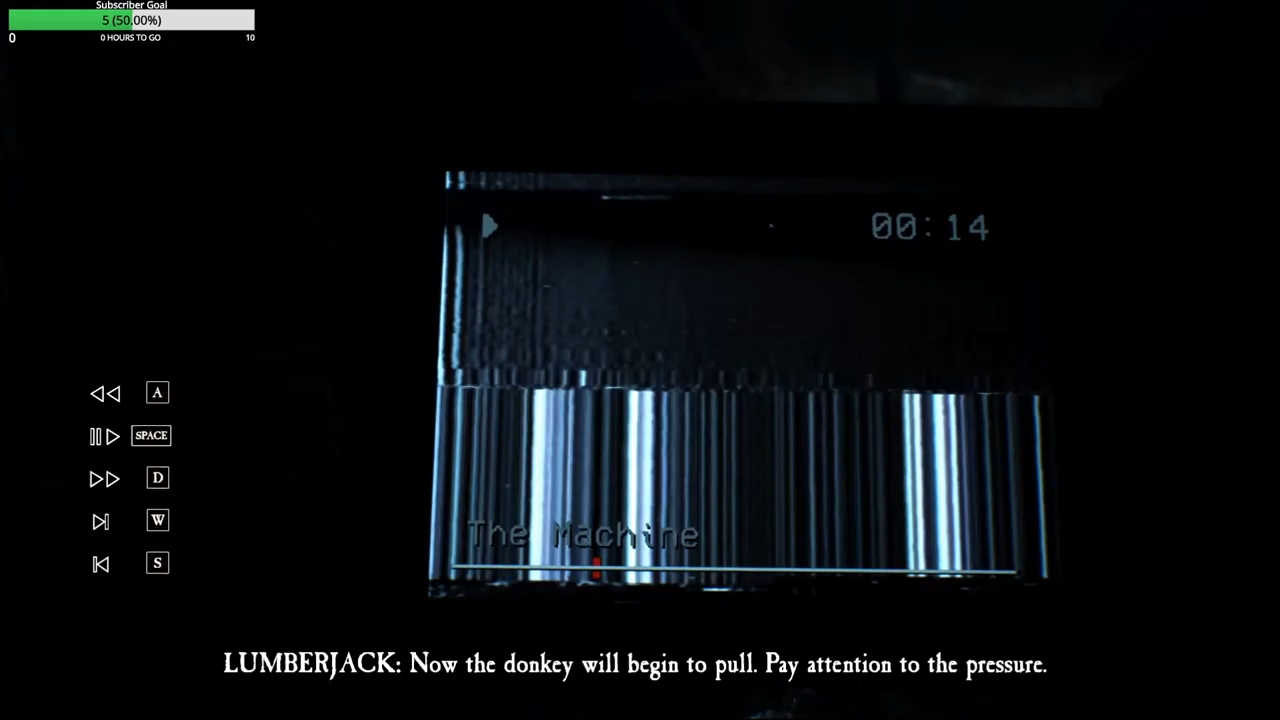 Subscriber Goal
5 (50.00%)
0
0 HOURS TO GO
10
00:14
A
SPACE
D
W
S
The Machine
LUMBERJACK: Now the donkey will begin to pull. Pay attention to the pressure.